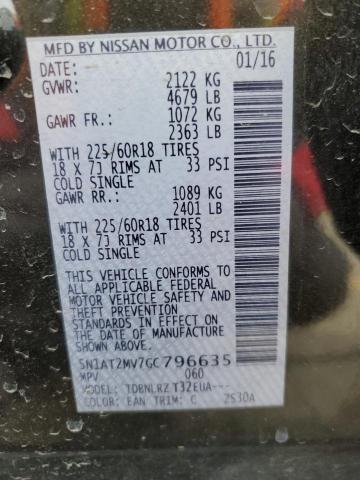 MFD BY NISSAN MOTOR CO., LTD.
DATE: 01/16
GVWR: 2122 KG
4679 LB
GAWR FR.: 1072 KG
2363 LB
WITH 225/60R18 TIRES
18 X 7J RIMS AT 33 PSI
COLD SINGLE
GAWR RR.: 1089 KG
2401 LB
WITH 225/60R18 TIRES
18 X 7J RIMS AT 33 PSI
COLD SINGLE
THIS VEHICLE CONFORMS TO
ALL APPLICABLE FEDERAL
MOTOR VEHICLE SAFETY AND
THEFT PREVENTION
STANDARDS IN EFFECT ON
THE DATE OF MANUFACTURE
SHOWN ABOVE.
5N1AT2MV7GC796635
MPV 060
MODEL: TDBNLRZ T32EUA---
COLOR: EAN TRIM: C 2S30A